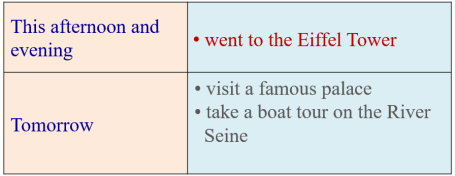 This afternoon and
evening
• went to the Eiffel Tower
Tomorrow
• visit a famous palace
• take a boat tour on the River
Seine